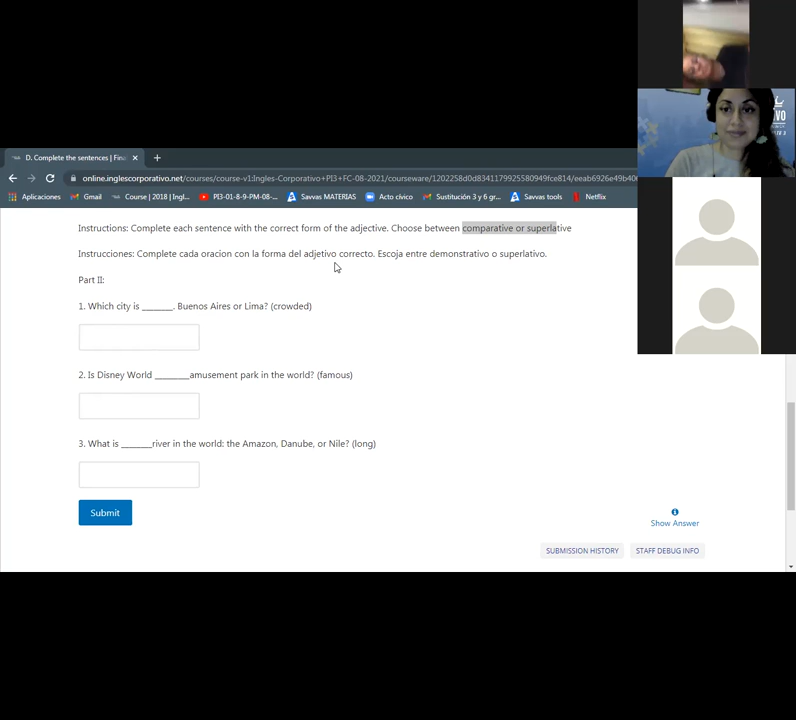 D. Complete the sentences | Fina
online.inglescorporativo.net/courses/course-v1:Ingles-Corporativo+PI3+FC-08-2021/courseware/1202258d0d8341179925580949fce814/eeab6926e49b406
Aplicaciones
Gmail
Course | 2018 | Ingl...
PI3-01-8-9-PM-08-...
Savvas MATERIAS
Acto cívico
Sustitución 3 y 6 gr...
Savvas tools
Netflix
Instructions: Complete each sentence with the correct form of the adjective. Choose between comparative or superlative
Instrucciones: Complete cada oracion con la forma del adjetivo correcto. Escoja entre demonstrativo o superlativo.
Part II:
1. Which city is _______. Buenos Aires or Lima? (crowded)
2. Is Disney World ________amusement park in the world? (famous)
3. What is _______river in the world: the Amazon, Danube, or Nile? (long)
Submit
Show Answer
SUBMISSION HISTORY
STAFF DEBUG INFO